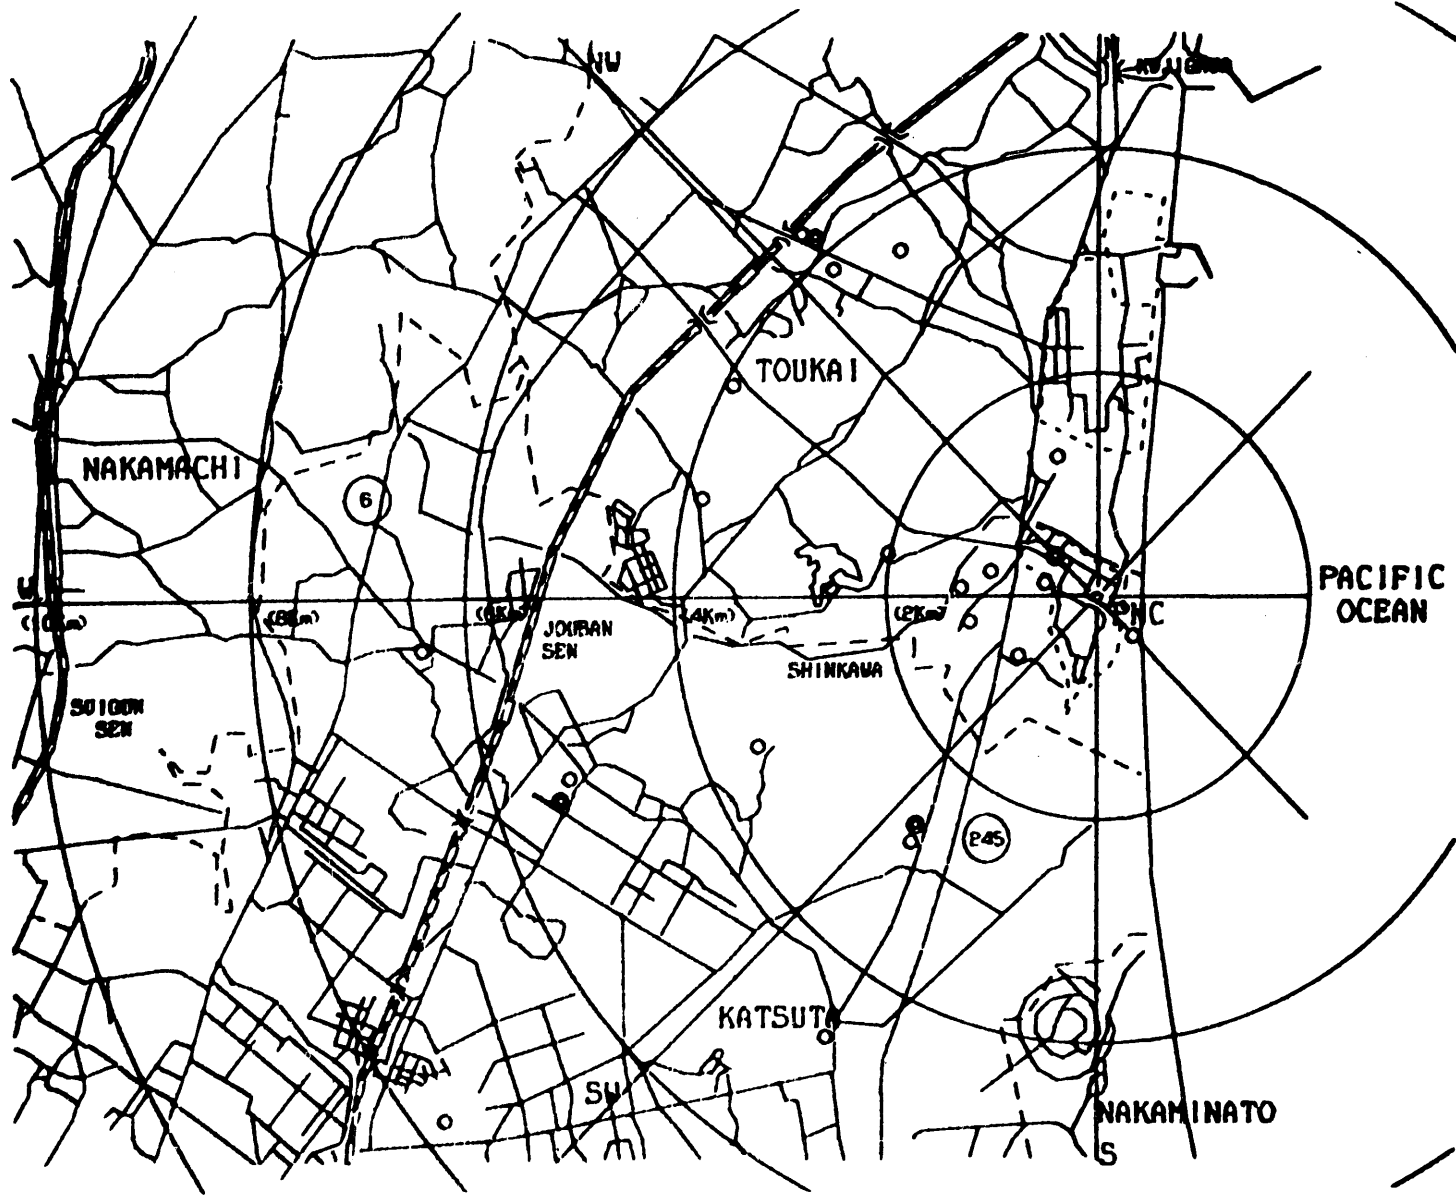 NW
TOUKAI
NAKAMACHI
6
W
(10Km)
(8Km)
(6Km)
(4Km)
(2Km)
PNC
PACIFIC
OCEAN
JOUBAN
SEN
SHINKAWA
SUIGUN
SEN
245
KATSUTA
SW
NAKAMINATO
S